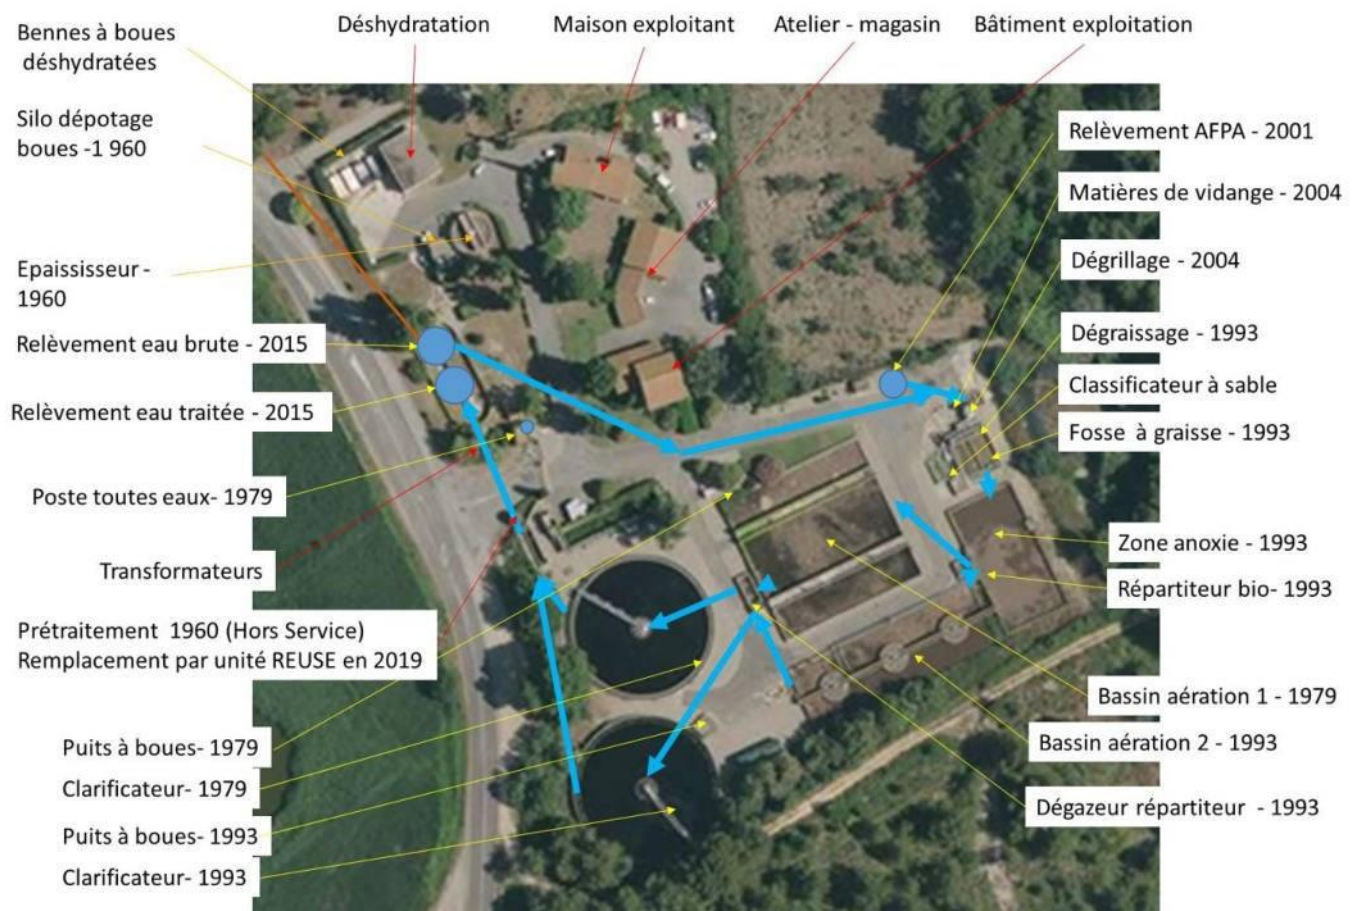 Bennes à boues
déshydratées
Déshydratation
Maison exploitant
Atelier - magasin
Bâtiment exploitation
Silo dépotage
boues -1 960
Epaississeur -
1960
Relèvement eau brute - 2015
Relèvement eau traitée - 2015
Poste toutes eaux- 1979
Transformateurs
Prétraitement 1960 (Hors Service)
Remplacement par unité REUSE en 2019
Puits à boues- 1979
Clarificateur- 1979
Puits à boues- 1993
Clarificateur- 1993
Relèvement AFPA - 2001
Matières de vidange - 2004
Dégrillage - 2004
Dégraissage - 1993
Classificateur à sable
Fosse à graisse - 1993
Zone anoxie - 1993
Répartiteur bio- 1993
Bassin aération 1 - 1979
Bassin aération 2 - 1993
Dégazeur répartiteur - 1993